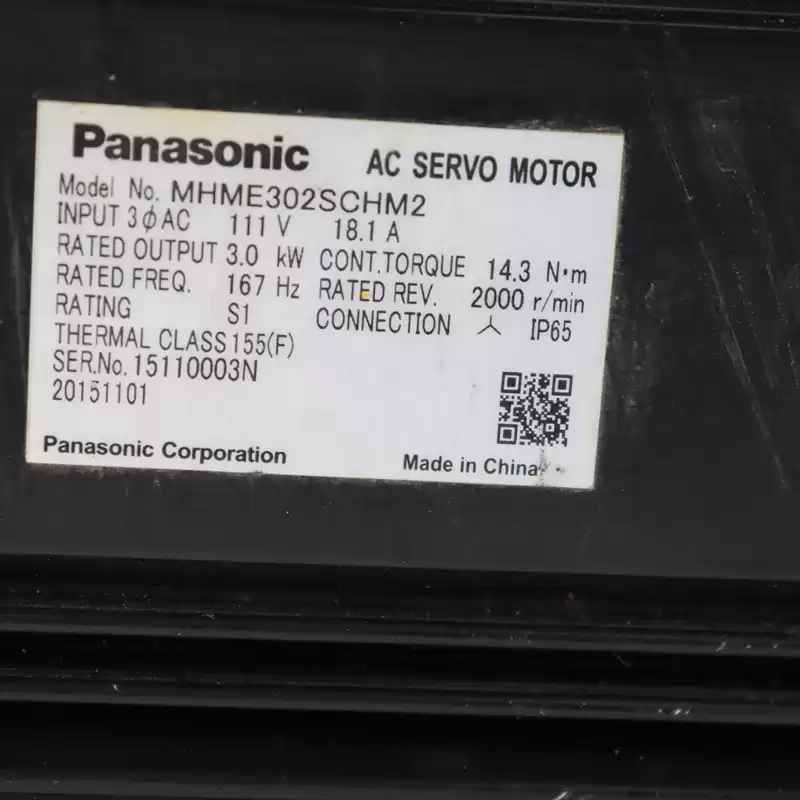 Panasonic AC SERVO MOTOR
Model No. MHME302SCHM2
INPUT 3ϕAC 111 V 18.1 A
RATED OUTPUT 3.0 kW CONT.TORQUE 14.3 N·m
RATED FREQ. 167 Hz RATED REV. 2000 r/min
RATING S1 CONNECTION IP65
THERMAL CLASS 155(F)
SER.No. 15110003N
20151101
Panasonic Corporation Made in China